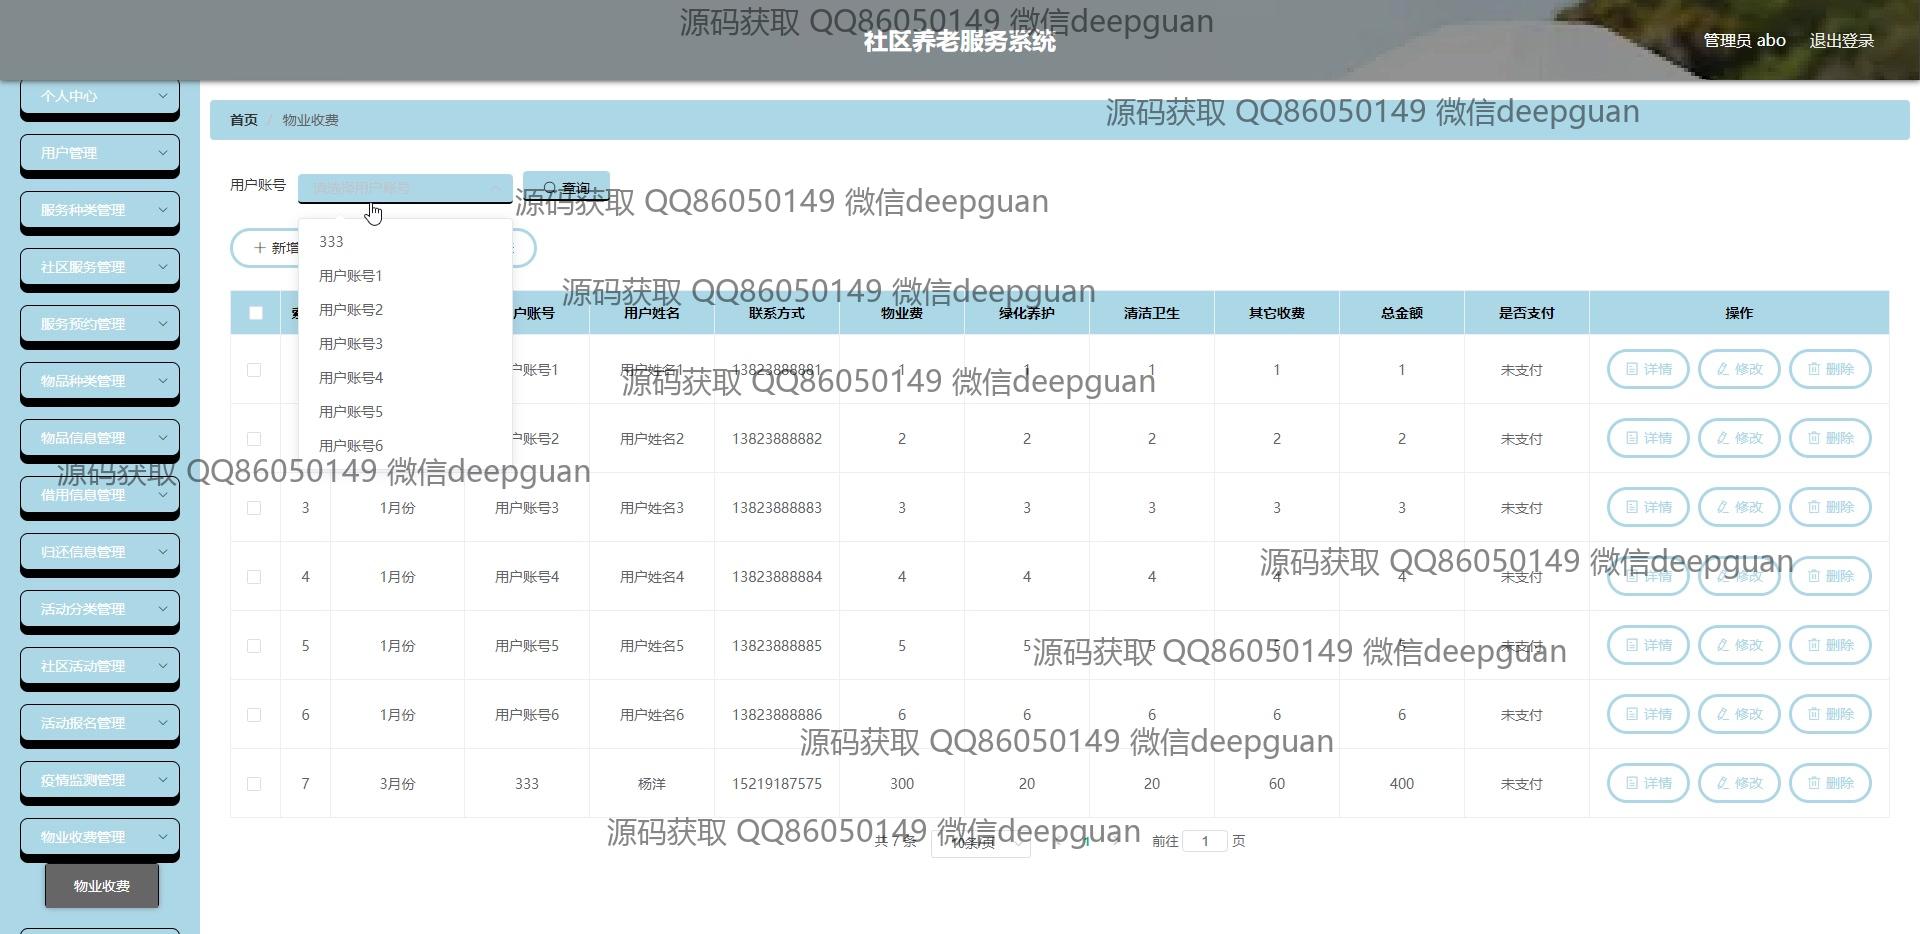 源码获取 QQ86050149 微信deepguan
社区养老服务系统
管理员 abo 退出登录
个人中心
用户管理
服务种类管理
社区服务管理
服务预约管理
物品种类管理
物品信息管理
借用信息管理
归还信息管理
活动分类管理
社区活动管理
活动报名管理
疫情监测管理
物业收费管理
物业收费
首页 / 物业收费
源码获取 QQ86050149 微信deepguan
用户账号 请选择用户账号 查询
源码获取 QQ86050149 微信deepguan
新增
333
用户账号1
用户账号2
用户账号3
用户账号4
用户账号5
用户账号6
源码获取 QQ86050149 微信deepguan
户账号 用户姓名 联系方式 物业费 绿化养护 清洁卫生 其它收费 总金额 是否支付 操作
户账号1 用户姓名1 13823888881 1 1 1 1 1 未支付 详情 修改 删除
源码获取 QQ86050149 微信deepguan
户账号2 用户姓名2 13823888882 2 2 2 2 2 未支付 详情 修改 删除
源码获取 QQ86050149 微信deepguan
3 1月份 用户账号3 用户姓名3 13823888883 3 3 3 3 3 未支付 详情 修改 删除
源码获取 QQ86050149 微信deepguan
4 1月份 用户账号4 用户姓名4 13823888884 4 4 4 4 4 未支付 详情 修改 删除
5 1月份 用户账号5 用户姓名5 13823888885 5 5 5 5 5 未支付 详情 修改 删除
源码获取 QQ86050149 微信deepguan
6 1月份 用户账号6 用户姓名6 13823888886 6 6 6 6 6 未支付 详情 修改 删除
源码获取 QQ86050149 微信deepguan
7 3月份 333 杨洋 15219187575 300 20 20 60 400 未支付 详情 修改 删除
源码获取 QQ86050149 微信deepguan
共 7 条 10条/页 1 前往 1 页